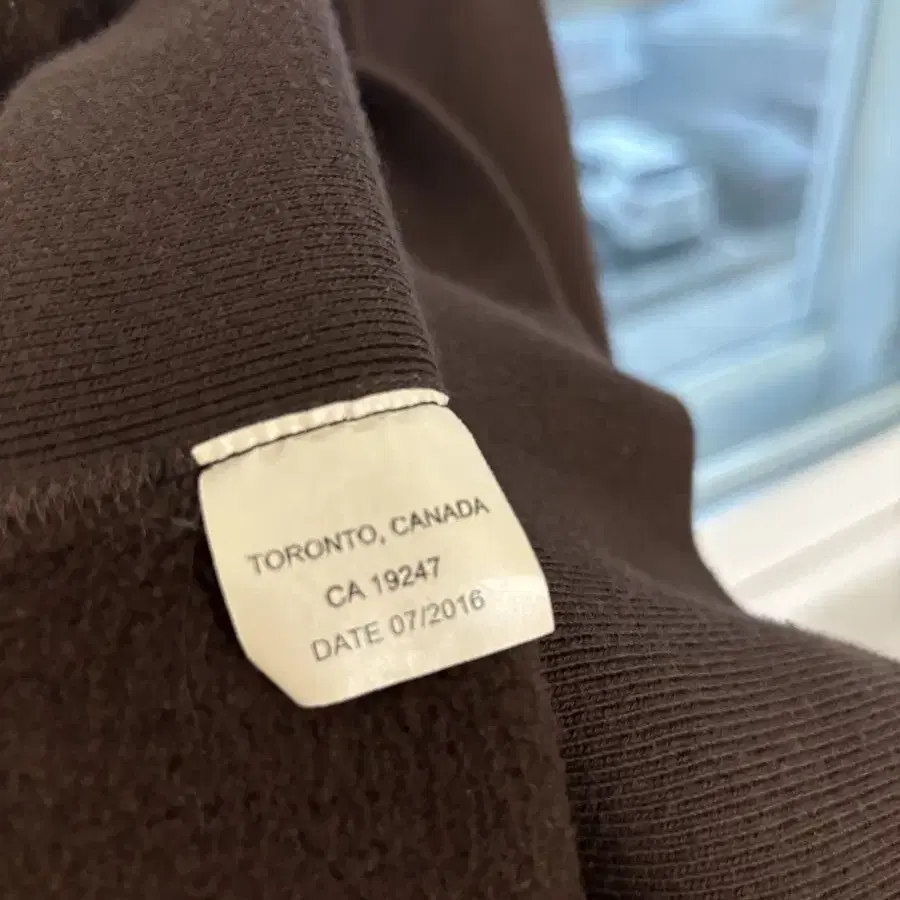 TORONTO, CANADA
CA 19247
DATE 07/2016